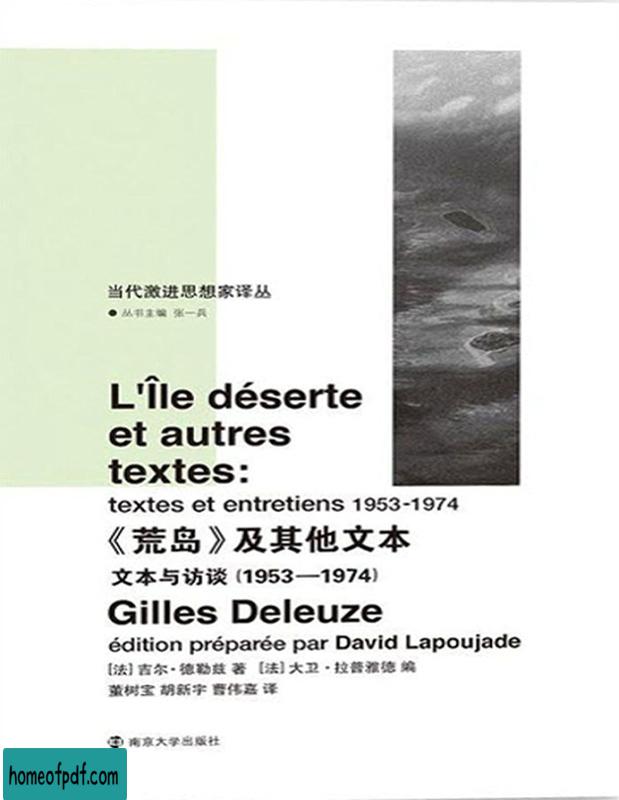 当代激进思想家译丛
● 丛书主编 张一兵
L'Île déserte
et autres
textes:
textes et entretiens 1953-1974
《荒岛》及其他文本
文本与访谈(1953—1974)
Gilles Deleuze
édition préparée par David Lapoujade
[法]吉尔·德勒兹 著 [法]大卫·拉普雅德 编
董树宝 胡新宇 曹伟嘉 译
南京大学出版社
homeofpdf.com